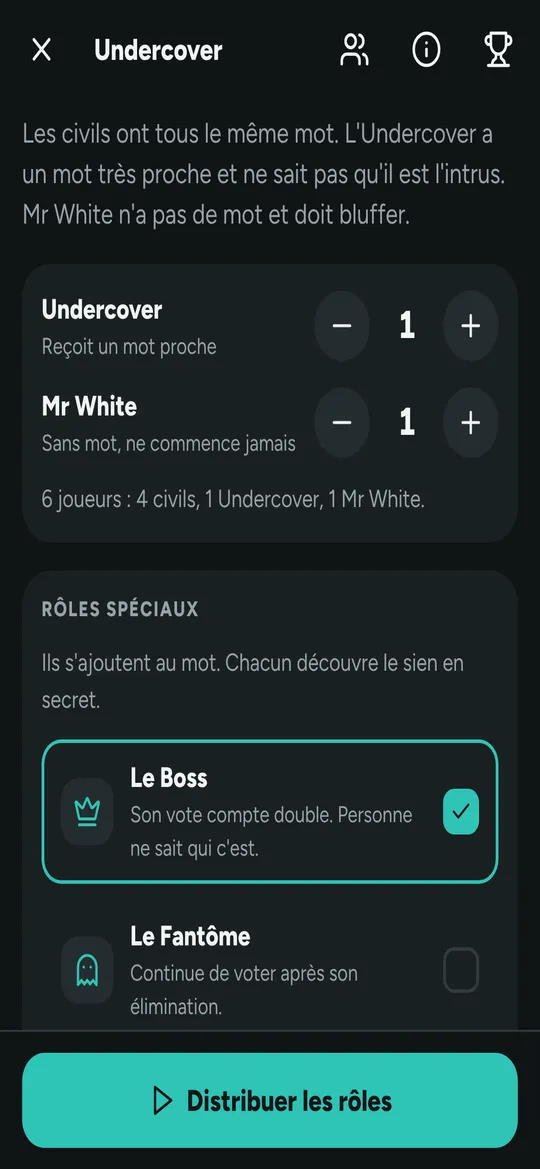 Undercover
Les civils ont tous le même mot. L'Undercover a
un mot très proche et ne sait pas qu'il est l'intrus.
Mr White n'a pas de mot et doit bluffer.
Undercover
Reçoit un mot proche
1
Mr White
Sans mot, ne commence jamais
1
6 joueurs : 4 civils, 1 Undercover, 1 Mr White.
RÔLES SPÉCIAUX
Ils s'ajoutent au mot. Chacun découvre le sien en
secret.
Le Boss
Son vote compte double. Personne
ne sait qui c'est.
Le Fantôme
Continue de voter après son
élimination.
Distribuer les rôles